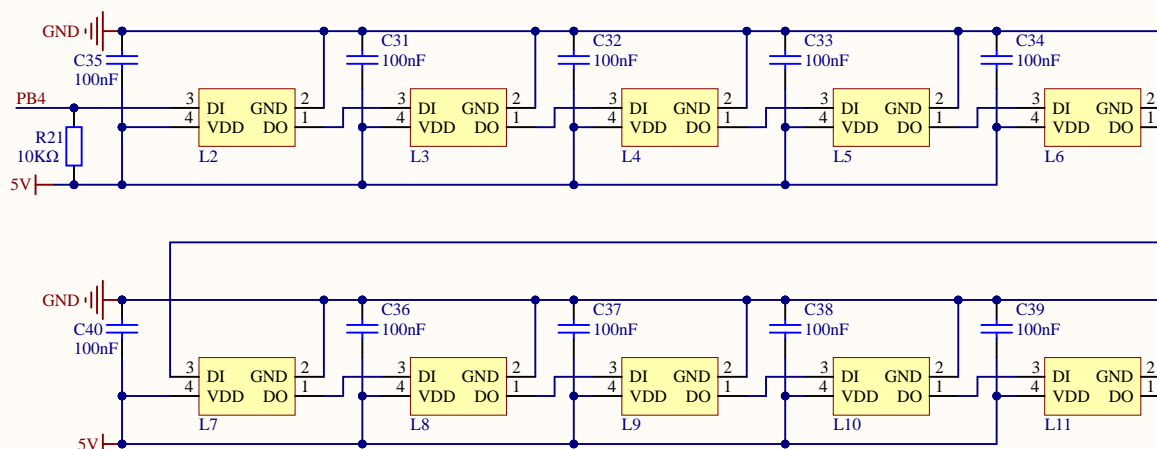 GND
C35
100nF
C31
100nF
C32
100nF
C33
100nF
C34
100nF
PB4
3 DI GND 2
4 VDD DO 1
L2
3 DI GND 2
4 VDD DO 1
L3
3 DI GND 2
4 VDD DO 1
L4
3 DI GND 2
4 VDD DO 1
L5
3 DI GND 2
4 VDD DO 1
L6
R21
10KΩ
5V
GND
C40
100nF
C36
100nF
C37
100nF
C38
100nF
C39
100nF
3 DI GND 2
4 VDD DO 1
L7
3 DI GND 2
4 VDD DO 1
L8
3 DI GND 2
4 VDD DO 1
L9
3 DI GND 2
4 VDD DO 1
L10
3 DI GND 2
4 VDD DO 1
L11
5V